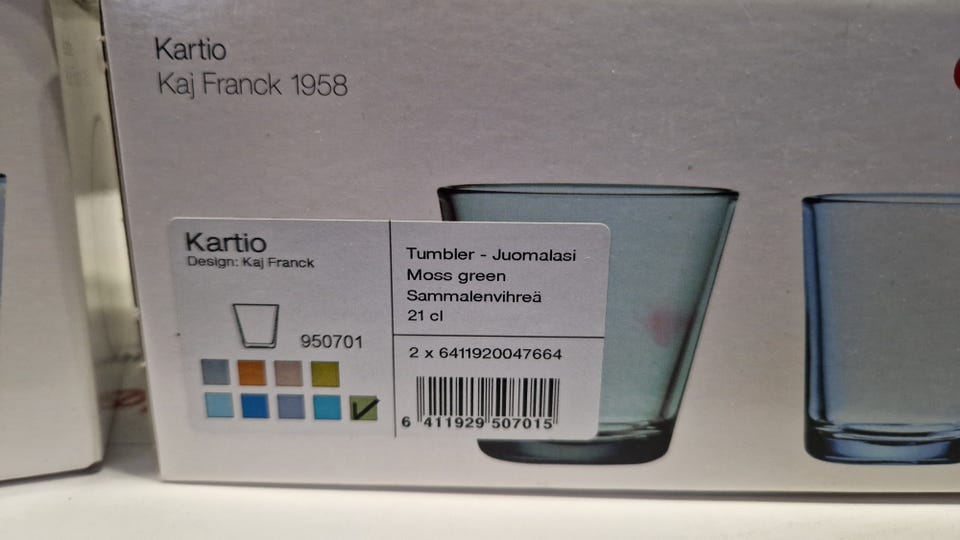 Kartio
Kaj Franck 1958
Kartio
Design: Kaj Franck
950701
Tumbler - Juomalasi
Moss green
Sammalenvihreä
21 cl
2 x 6411920047664
6 411929 507015